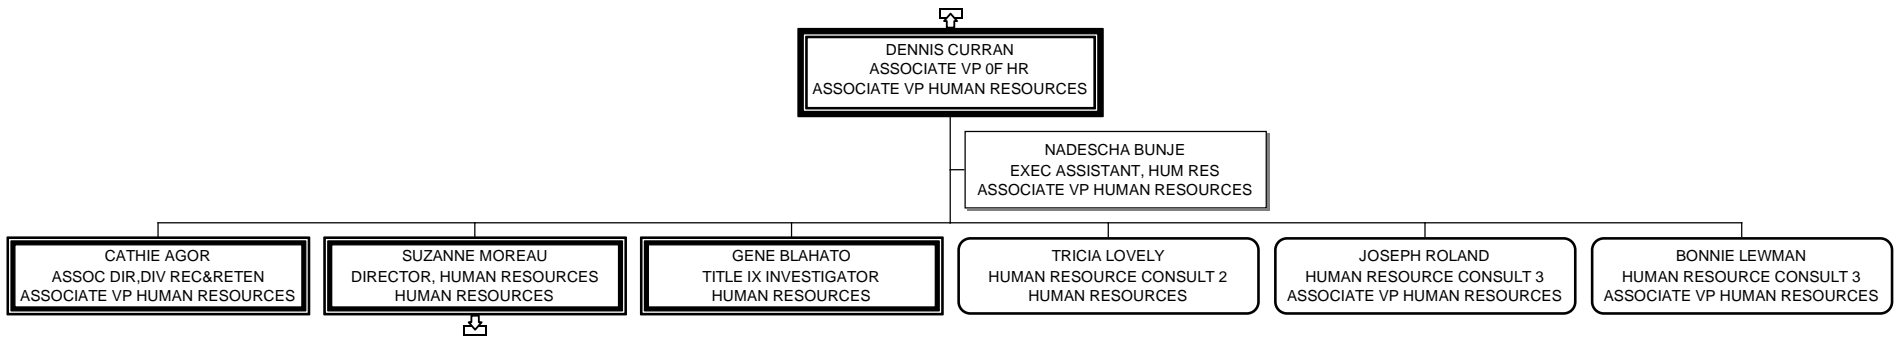 DENNIS CURRAN
ASSOCIATE VP 0F HR
ASSOCIATE VP HUMAN RESOURCES
NADESCHA BUNJE
EXEC ASSISTANT, HUM RES
ASSOCIATE VP HUMAN RESOURCES
CATHIE AGOR
ASSOC DIR,DIV REC&RETEN
ASSOCIATE VP HUMAN RESOURCES
SUZANNE MOREAU
DIRECTOR, HUMAN RESOURCES
HUMAN RESOURCES
GENE BLAHATO
TITLE IX INVESTIGATOR
HUMAN RESOURCES
TRICIA LOVELY
HUMAN RESOURCE CONSULT 2
HUMAN RESOURCES
JOSEPH ROLAND
HUMAN RESOURCE CONSULT 3
ASSOCIATE VP HUMAN RESOURCES
BONNIE LEWMAN
HUMAN RESOURCE CONSULT 3
ASSOCIATE VP HUMAN RESOURCES